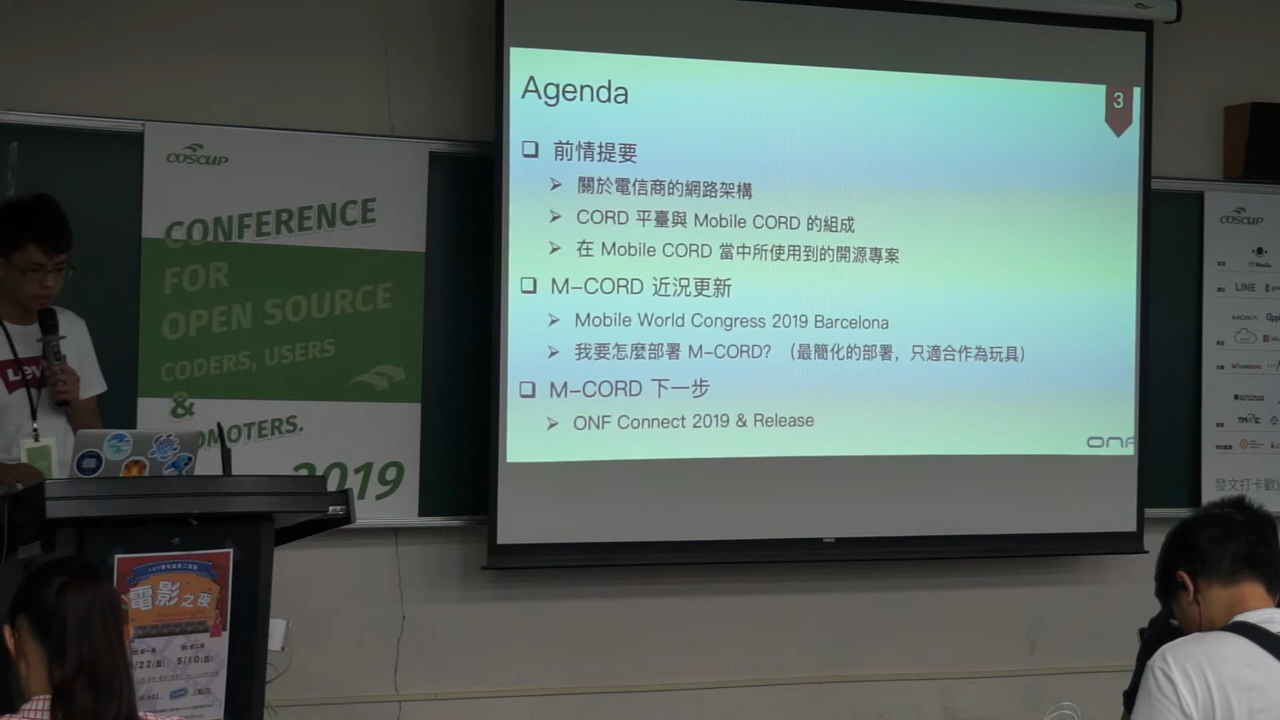 Agenda
3
前情提要
關於電信商的網路架構
CORD 平臺與 Mobile CORD 的組成
在 Mobile CORD 當中所使用到的開源專案
M-CORD 近況更新
Mobile World Congress 2019 Barcelona
我要怎麼部署 M-CORD? (最簡化的部署, 只適合作為玩具)
M-CORD 下一步
ONF Connect 2019 & Release
COSCUP
CONFERENCE
FOR
OPEN SOURCE
CODERS, USERS
&
OMOTERS.
2019
電影之夜
5/10(五)
COSCUP
LINE
MOXA
發文打卡歡